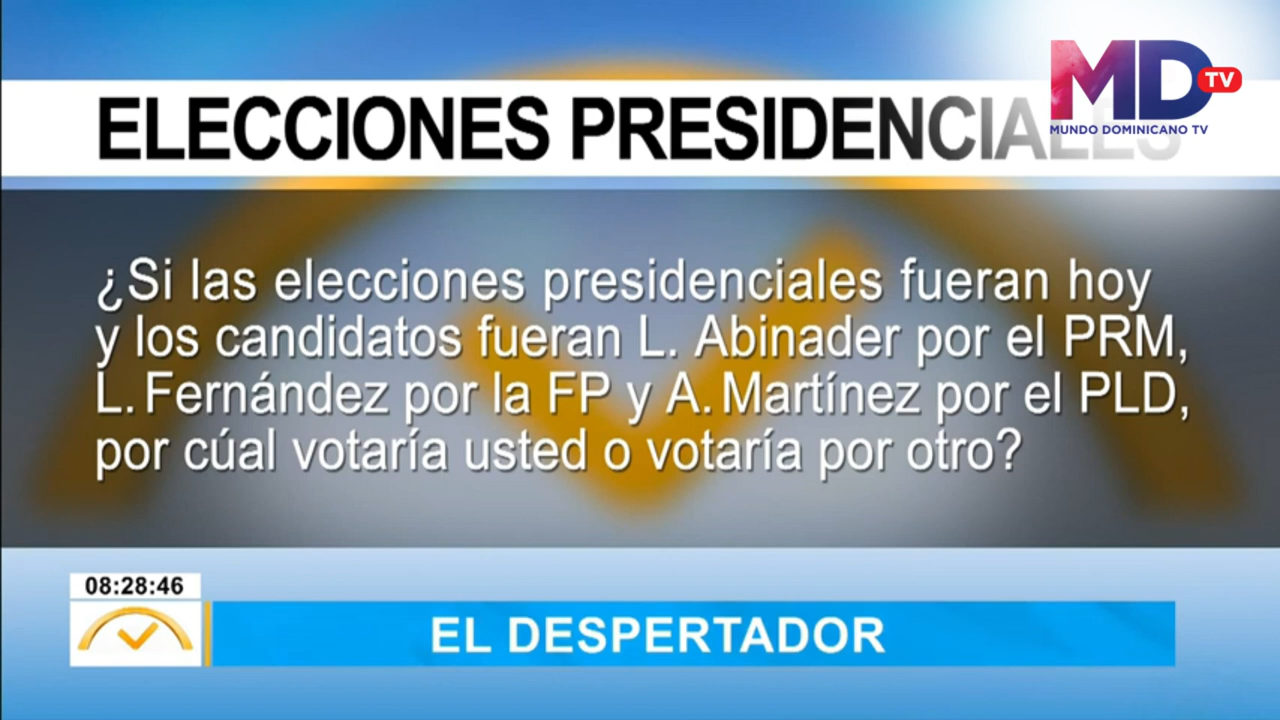 MD TV
MUNDO DOMINICANO TV
ELECCIONES PRESIDENCIALES
¿Si las elecciones presidenciales fueran hoy
y los candidatos fueran L. Abinader por el PRM,
L. Fernández por la FP y A. Martínez por el PLD,
por cúal votaría usted o votaría por otro?
08:28:46
EL DESPERTADOR